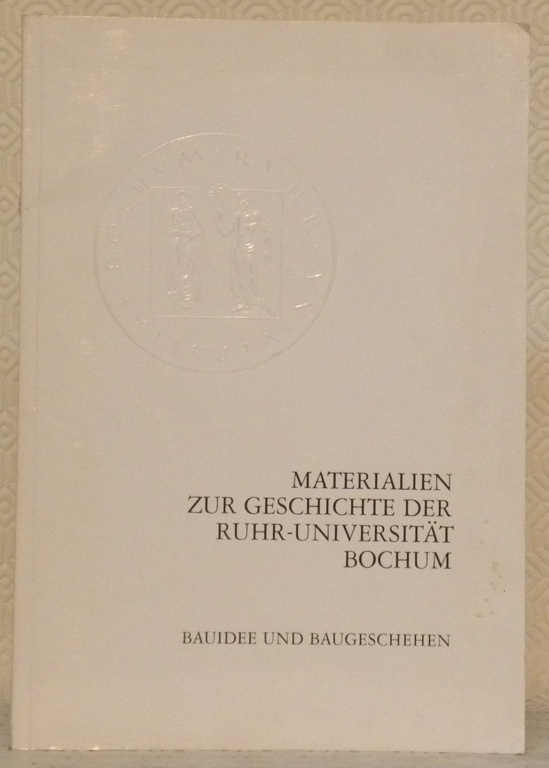 MATERIALIEN
ZUR GESCHICHTE DER
RUHR-UNIVERSITÄT
BOCHUM
BAUIDEE UND BAUGESCHEHEN